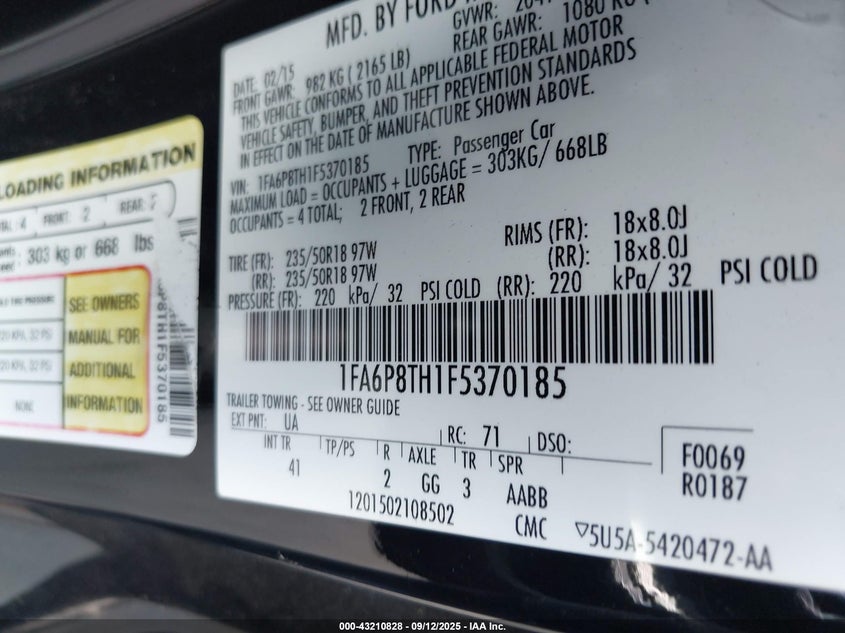 MFD. BY FORD
GVWR:
DATE: 02/15
REAR GAWR: 1080 KG
FRONT GAWR: 982 KG ( 2165 LB)
THIS VEHICLE CONFORMS TO ALL APPLICABLE FEDERAL MOTOR
VEHICLE SAFETY, BUMPER, AND THEFT PREVENTION STANDARDS
IN EFFECT ON THE DATE OF MANUFACTURE SHOWN ABOVE.
VIN: 1FA6P8TH1F5370185 TYPE: Passenger Car
MAXIMUM LOAD = OCCUPANTS + LUGGAGE = 303KG/ 668LB
OCCUPANTS = 4 TOTAL; 2 FRONT, 2 REAR
TIRE (FR): 235/50R18 97W RIMS (FR): 18x8.0J
(RR): 235/50R18 97W (RR): 18x8.0J
PRESSURE (FR): 220 kPa/ 32 PSI COLD (RR): 220 kPa/ 32 PSI COLD
1FA6P8TH1F5370185
TRAILER TOWING - SEE OWNER GUIDE
EXT PNT: UA RC: 71 DSO:
INT TR TP/PS R AXLE TR SPR
41 2 GG 3 AABB
F0069
R0187
1201502108502 CMC ▽5U5A-5420472-AA
LOADING INFORMATION
4 FRONT: 2 REAR:
303 kg or 668 lbs
SEE OWNERS
MANUAL FOR
ADDITIONAL
INFORMATION
NONE
P8TH1F5370185
000-43210828 - 09/12/2025 - IAA Inc.